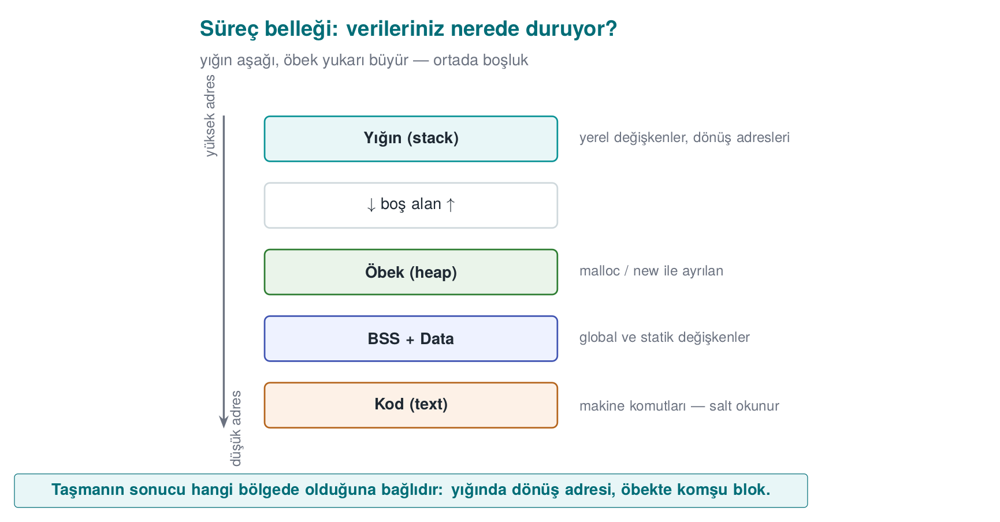 Süreç belleği: verileriniz nerede duruyor?
yığın aşağı, öbek yukarı büyür — ortada boşluk
yüksek adres
Yığın (stack)
yerel değişkenler, dönüş adresleri
↓ boş alan ↑
Öbek (heap)
malloc / new ile ayrılan
BSS + Data
global ve statik değişkenler
Kod (text)
makine komutları — salt okunur
düşük adres
Taşmanın sonucu hangi bölgede olduğuna bağlıdır: yığında dönüş adresi, öbekte komşu blok.